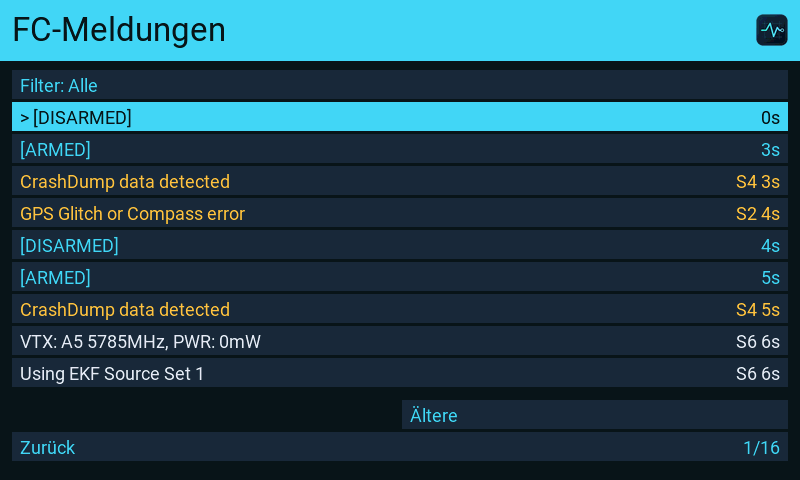 FC-Meldungen
Filter: Alle
> [DISARMED] 0s
[ARMED] 3s
CrashDump data detected S4 3s
GPS Glitch or Compass error S2 4s
[DISARMED] 4s
[ARMED] 5s
CrashDump data detected S4 5s
VTX: A5 5785MHz, PWR: 0mW S6 6s
Using EKF Source Set 1 S6 6s
Ältere
Zurück 1/16